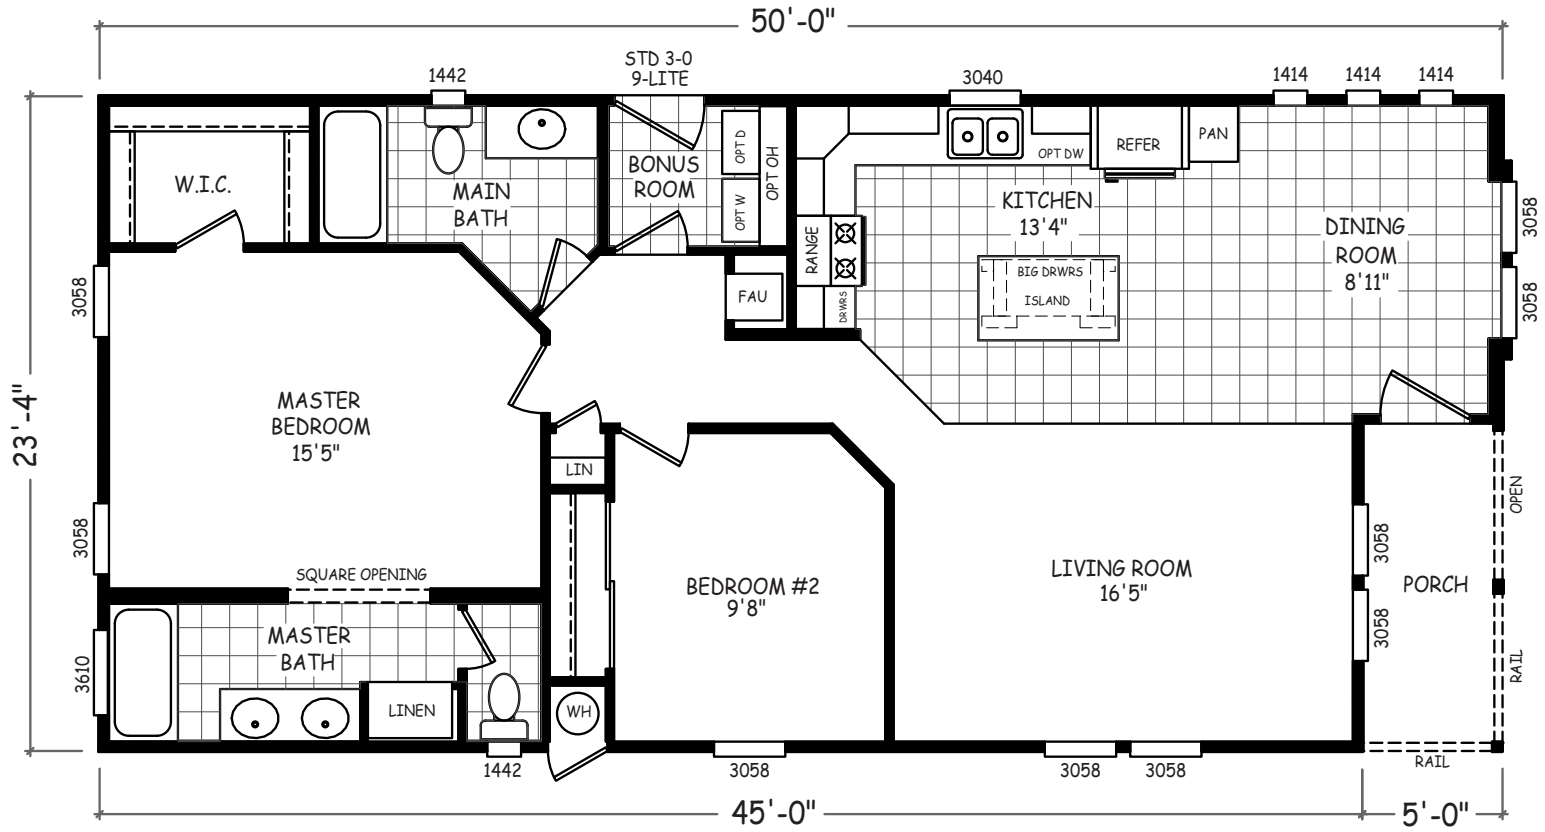 50'-0"
STD 3-0
9-LITE
1442
3040
1414
1414
1414
W.I.C.
MAIN
BATH
BONUS
ROOM
OPT D
OPT W
OPT OH
OPT DW
REFER
PAN
KITCHEN
13'4"
RANGE
DRWRS
BIG DRWRS
ISLAND
DINING
ROOM
8'11"
3058
3058
FAU
3058
23'-4"
MASTER
BEDROOM
15'5"
LIN
3058
SQUARE OPENING
MASTER
BATH
LINEN
3610
1442
WH
BEDROOM #2
9'8"
3058
LIVING ROOM
16'5"
3058
3058
3058
3058
PORCH
OPEN
RAIL
RAIL
45'-0"
5'-0"